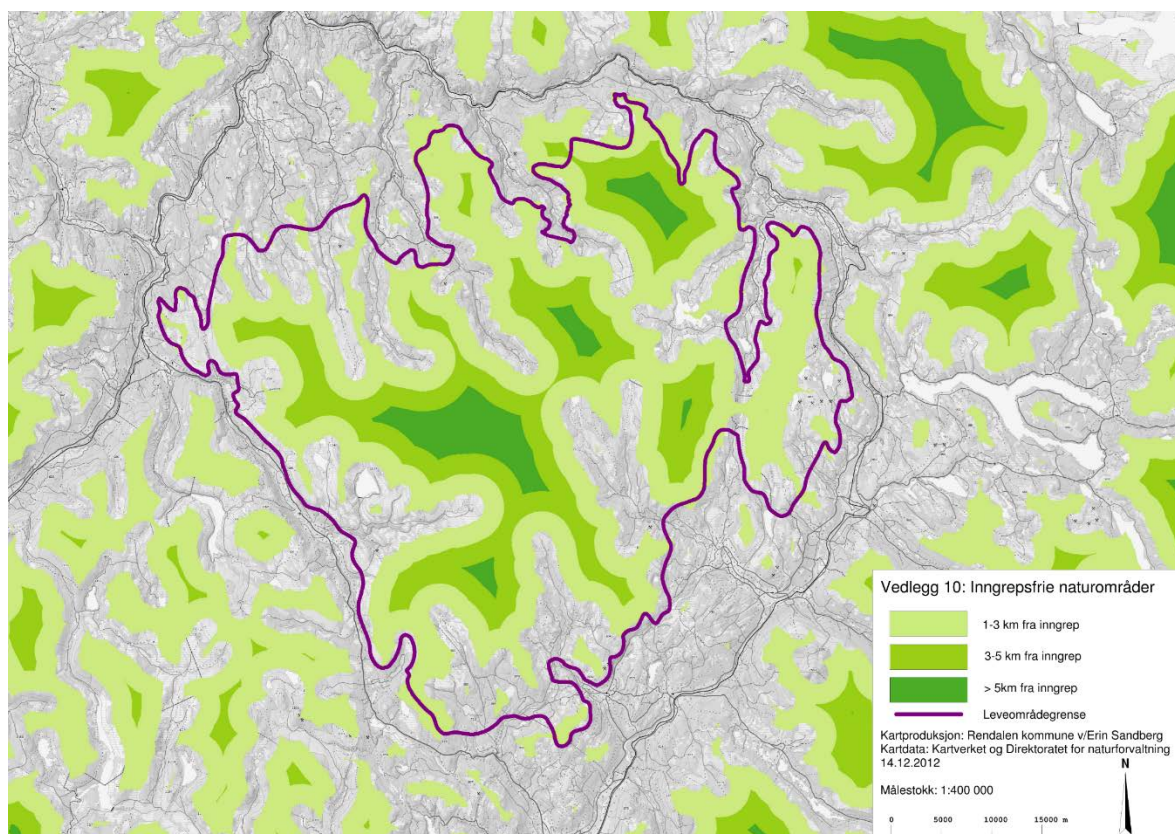 Vedlegg 10: Inngrepsfrie naturområder
1-3 km fra inngrep
3-5 km fra inngrep
> 5km fra inngrep
Leveområdegrense
Kartproduksjon: Rendalen kommune v/Erin Sandberg
Kartdata: Kartverket og Direktoratet for naturforvaltning
14.12.2012
N
Målestokk: 1:400 000
0 5000 10000 15000 m